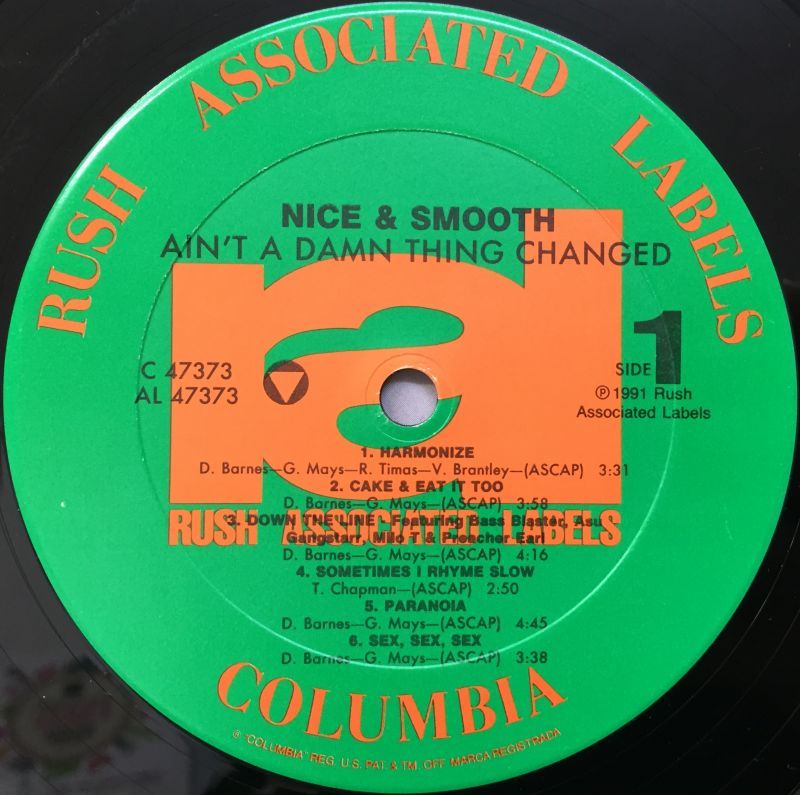 RUSH ASSOCIATED LABELS
NICE & SMOOTH
AIN'T A DAMN THING CHANGED
C 47373
AL 47373
SIDE 1
℗ 1991 Rush
Associated Labels
1. HARMONIZE
D. Barnes—G. Mays—R. Timas—V. Brantley—(ASCAP) 3:31
2. CAKE & EAT IT TOO
D. Barnes—G. Mays—(ASCAP) 3:58
3. DOWN THE LINE - Featuring Bass Blaster, Asu
Gangstarr, Milo T & Preacher Earl
D. Barnes—G. Mays—(ASCAP) 4:16
4. SOMETIMES I RHYME SLOW
T. Chapman—(ASCAP) 2:50
5. PARANOIA
D. Barnes—G. Mays—(ASCAP) 4:45
6. SEX, SEX, SEX
D. Barnes—G. Mays—(ASCAP) 3:38
ral
RUSH ASSOCIATED LABELS
COLUMBIA
® "COLUMBIA" REG. U.S. PAT. & TM. OFF. MARCA REGISTRADA